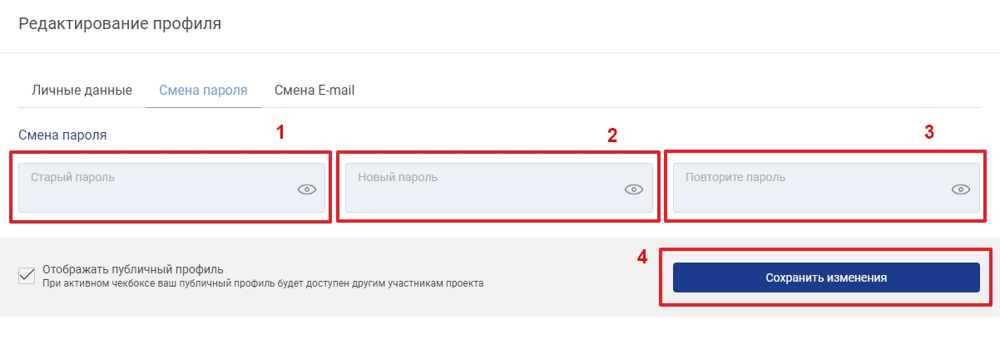 Редактирование профиля
Личные данные Смена пароля Смена E-mail
Смена пароля 1 2 3
Старый пароль Новый пароль Повторите пароль
4
Отображать публичный профиль
При активном чекбоксе ваш публичный профиль будет доступен другим участникам проекта
Сохранить изменения